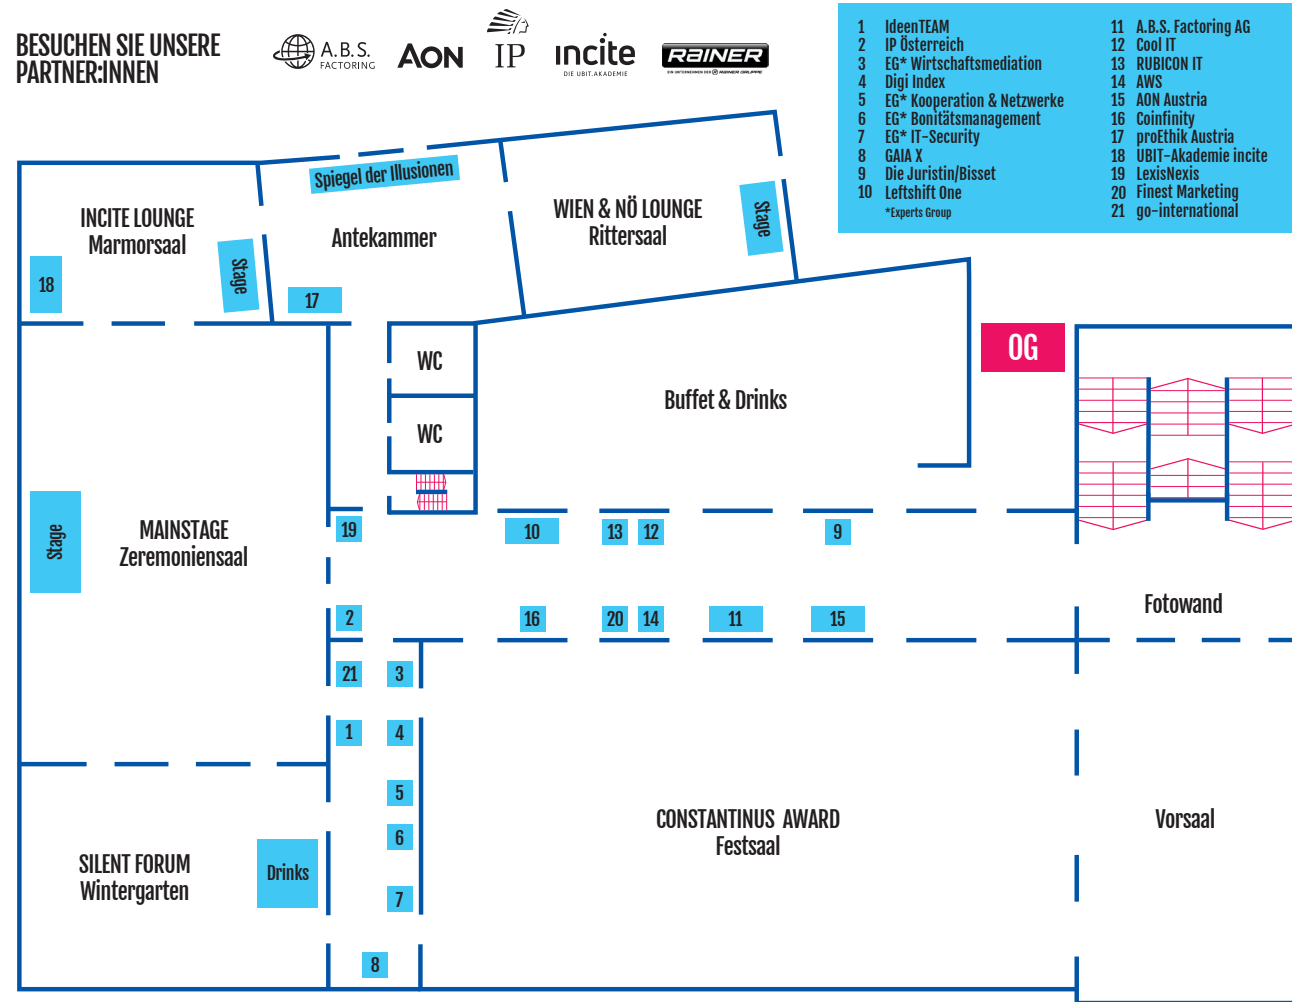 BESUCHEN SIE UNSERE
PARTNER:INNEN
A.B.S.
FACTORING
AON
IP
incite
DIE UBIT.AKADEMIE
RAINER
EIN UNTERNEHMEN DER RAINER GRUPPE
1 IdeenTEAM
2 IP Österreich
3 EG* Wirtschaftsmediation
4 Digi Index
5 EG* Kooperation & Netzwerke
6 EG* Bonitätsmanagement
7 EG* IT-Security
8 GAIA X
9 Die Juristin/Bisset
10 Leftshift One
*Experts Group
11 A.B.S. Factoring AG
12 Cool IT
13 RUBICON IT
14 AWS
15 AON Austria
16 Coinfinity
17 proEthik Austria
18 UBIT-Akademie incite
19 LexisNexis
20 Finest Marketing
21 go-international
Spiegel der Illusionen
INCITE LOUNGE
Marmorsaal
Stage
18
Antekammer
17
WIEN & NÖ LOUNGE
Rittersaal
Stage
WC
WC
Buffet & Drinks
OG
MAINSTAGE
Zeremoniensaal
Stage
19
10
13
12
9
2
16
20
14
11
15
Fotowand
21
3
1
4
5
6
7
8
SILENT FORUM
Wintergarten
Drinks
CONSTANTINUS AWARD
Festsaal
Vorsaal